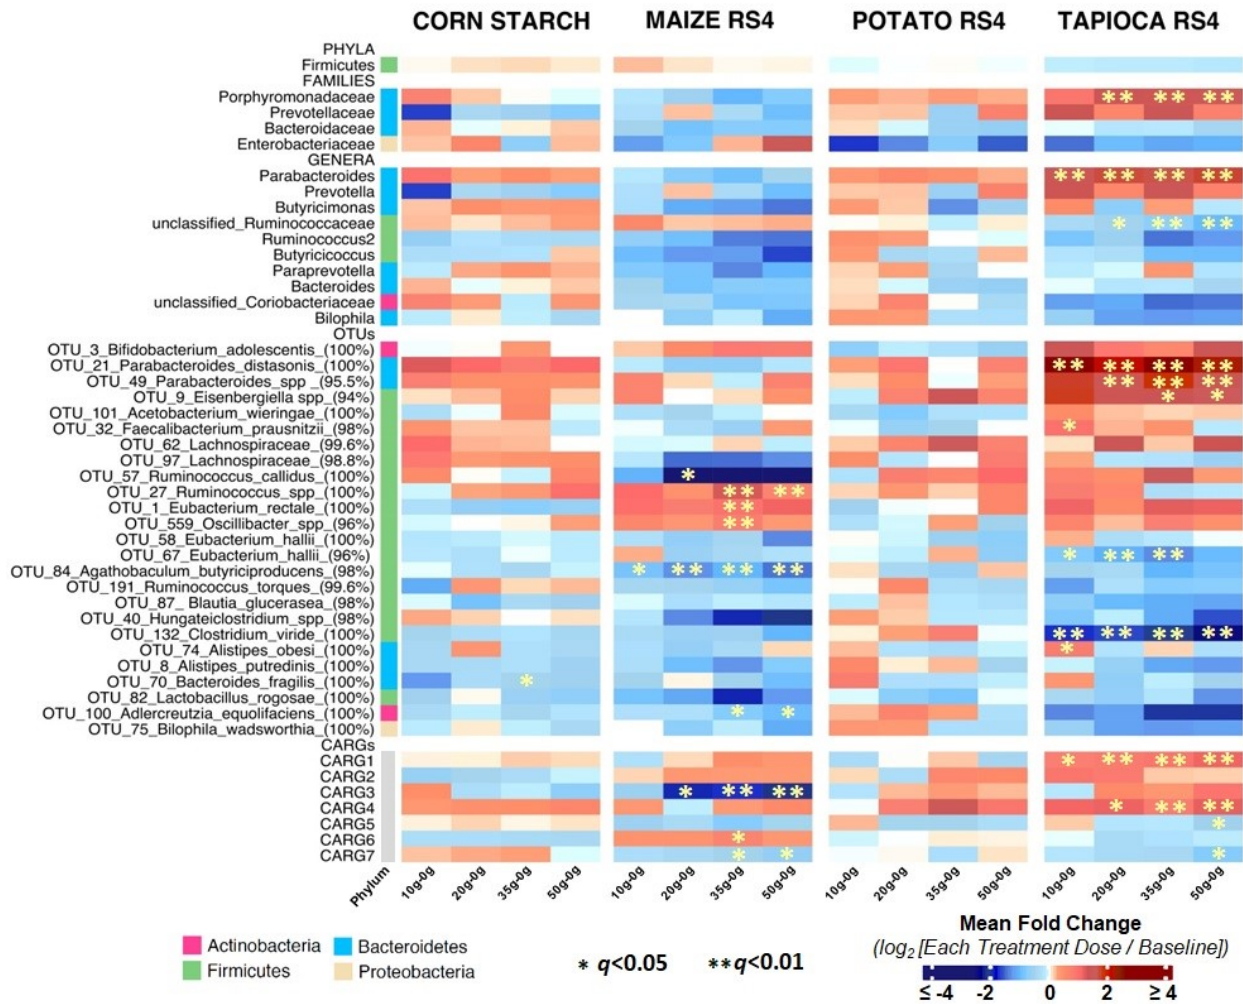 CORN STARCH MAIZE RS4 POTATO RS4 TAPIOCA RS4
PHYLA
Firmicutes
FAMILIES
Porphyromonadaceae ** ** **
Prevotellaceae
Bacteroidaceae
Enterobacteriaceae
GENERA
Parabacteroides ** ** ** **
Prevotella
Butyricimonas
unclassified_Ruminococcaceae * ** **
Ruminococcus2
Butyricicoccus
Paraprevotella
Bacteroides
unclassified_Coriobacteriaceae
Bilophila
OTUs
OTU_3_Bifidobacterium_adolescentis_(100%)
OTU_21_Parabacteroides_distasonis_(100%) ** ** ** **
OTU_49_Parabacteroides_spp_(95.5%) ** ** **
OTU_9_Eisenbergiella spp_(94%) * *
OTU_101_Acetobacterium_wieringae_(100%)
OTU_32_Faecalibacterium_prausnitzii_(98%) *
OTU_62_Lachnospiraceae_(99.6%)
OTU_97_Lachnospiraceae_(98.8%)
OTU_57_Ruminococcus_callidus_(100%) *
OTU_27_Ruminococcus_spp_(100%) ** **
OTU_1_Eubacterium_rectale_(100%) **
OTU_559_Oscillibacter_spp_(96%) **
OTU_58_Eubacterium_hallii_(100%)
OTU_67_Eubacterium_hallii_(96%) * ** **
OTU_84_Agathobaculum_butyriciproducens_(98%) * ** ** **
OTU_191_Ruminococcus_torques_(99.6%)
OTU_87_ Blautia_glucerasea_(98%)
OTU_40_Hungateiclostridium_spp_(98%)
OTU_132_Clostridium_viride_(100%) ** ** ** **
OTU_74_Alistipes_obesi_(100%) *
OTU_8_Alistipes_putredinis_(100%)
OTU_70_Bacteroides_fragilis_(100%) *
OTU_82_Lactobacillus_rogosae_(100%)
OTU_100_Adlercreutzia_equolifaciens_(100%) * *
OTU_75_Bilophila_wadsworthia_(100%)
CARGs
CARG1 * ** ** **
CARG2
CARG3 * ** **
CARG4 * ** **
CARG5 *
CARG6 *
CARG7 * * *
Phylum 10g-0g 20g-0g 35g-0g 50g-0g 10g-0g 20g-0g 35g-0g 50g-0g 10g-0g 20g-0g 35g-0g 50g-0g 10g-0g 20g-0g 35g-0g 50g-0g
Actinobacteria Bacteroidetes
Firmicutes Proteobacteria
* q<0.05 **q<0.01
Mean Fold Change
(log2 [Each Treatment Dose / Baseline])
≤ -4 -2 0 2 ≥ 4